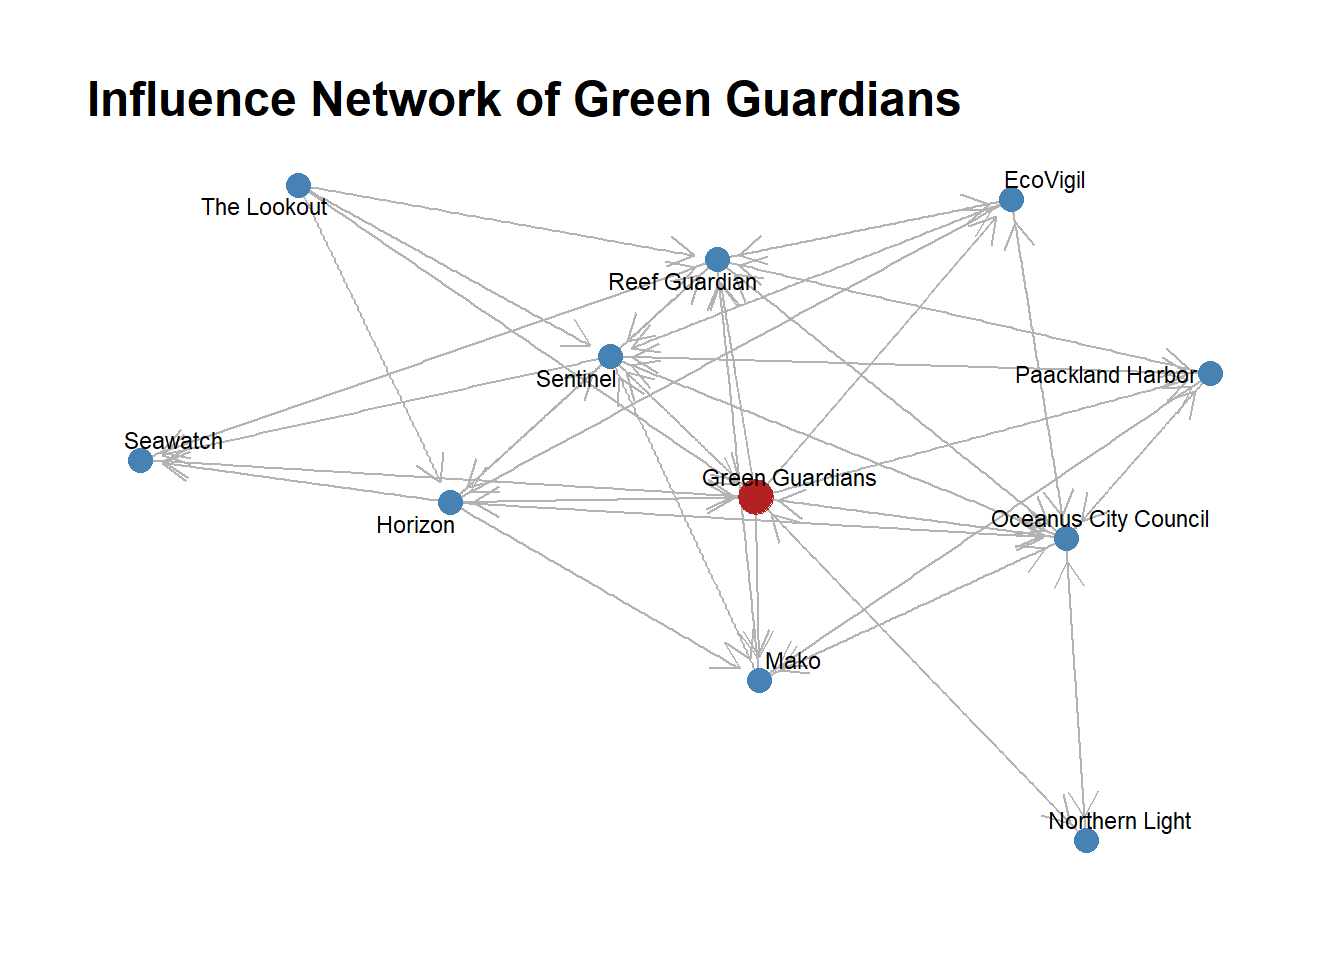 Influence Network of Green Guardians
EcoVigil
The Lookout
Reef Guardian
Sentinel
Paackland Harbor
Seawatch
Green Guardians
Horizon
Oceanus City Council
Mako
Northern Light